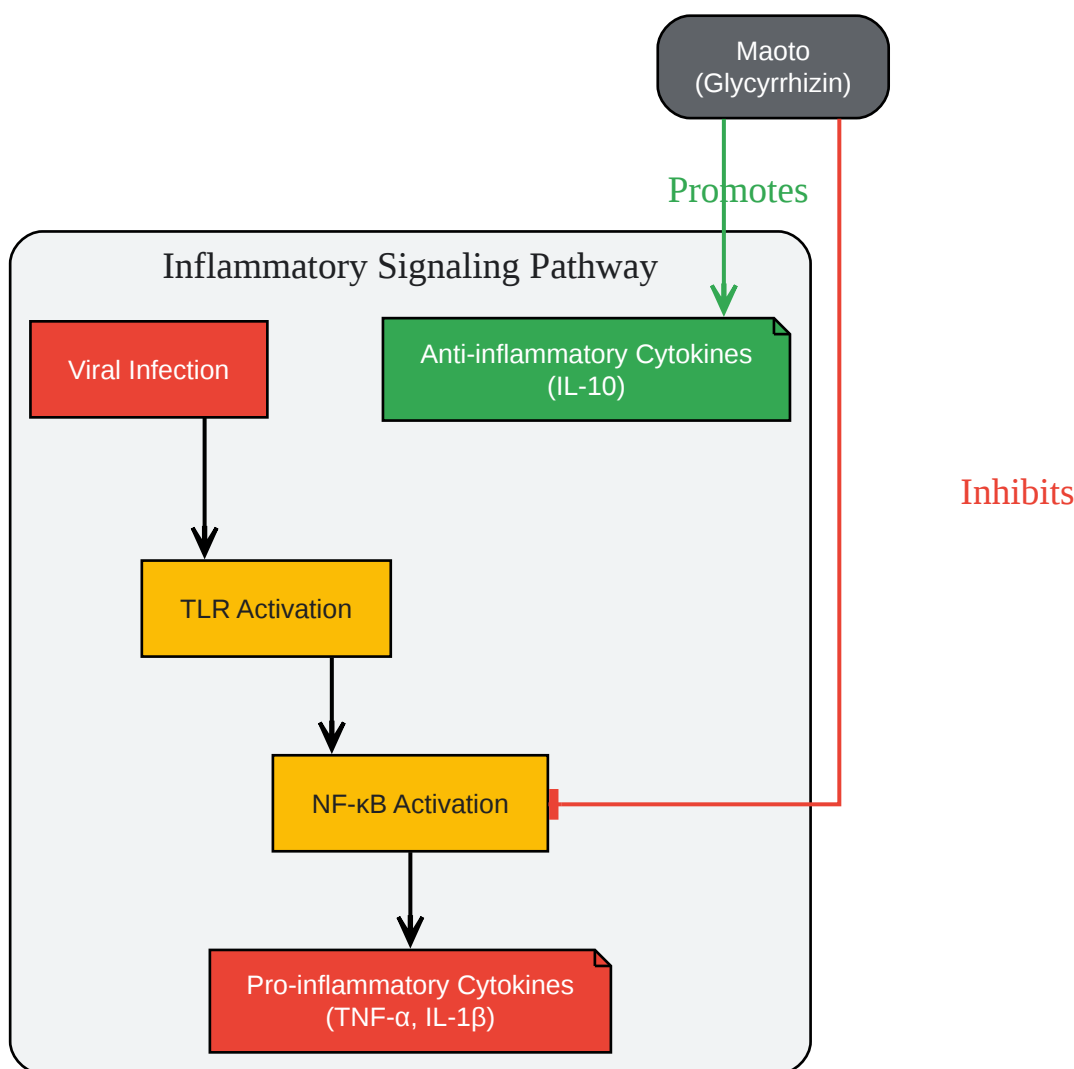 Maoto
(Glycyrrhizin)
Promotes
Inflammatory Signaling Pathway
Viral Infection
Anti-inflammatory Cytokines
(IL-10)
Inhibits
TLR Activation
NF-κB Activation
Pro-inflammatory Cytokines
(TNF-α, IL-1β)